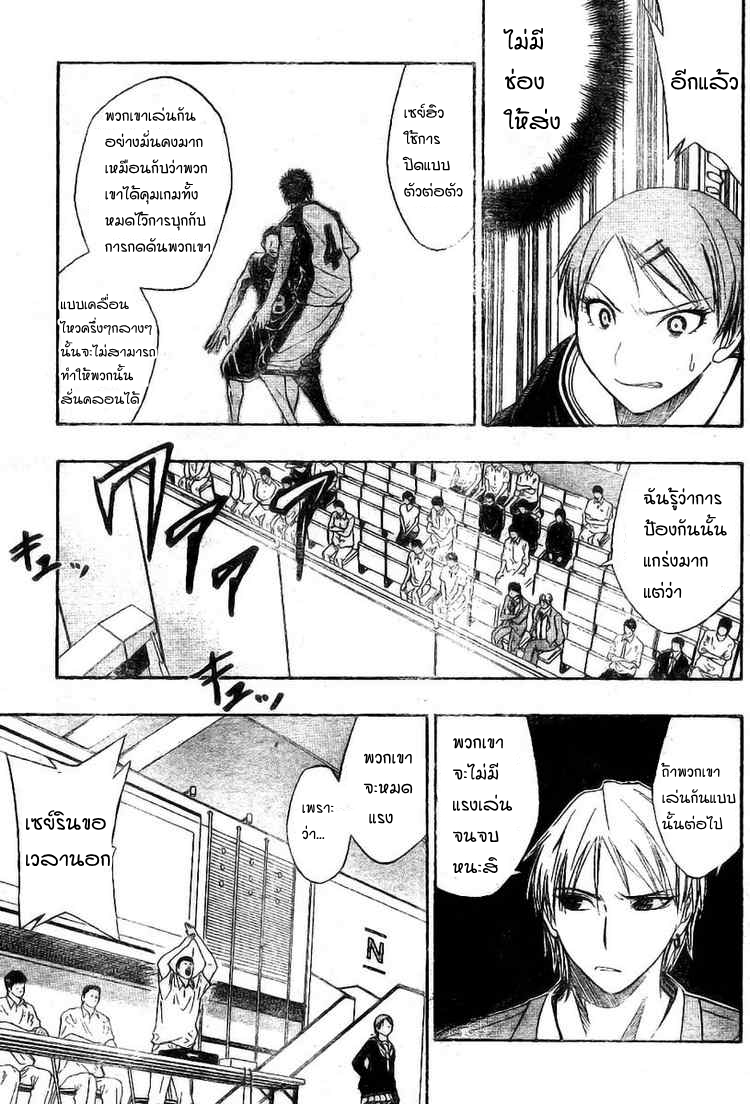 อีกแล้ว
ไม่มี
ช่อง
ให้ส่ง
เซย์ฮิว
ใช้การ
ปิดแบบ
ตัวต่อตัว
พวกเขาเล่นกัน
อย่างมั่นคงมาก
เหมือนกับว่าพวก
เขาได้คุมเกมทั้ง
หมดไว้การบุกกับ
การกดดันพวกเขา
แบบเคลื่อน
ไหวครึ่งๆกลางๆ
นั้นจะไม่สามารถ
ทำให้พวกนั้น
สั่นคลอนได้
4
ฉันรู้ว่าการ
ป้องกันนั้น
แกร่งมาก
แต่ว่า
ワアアア
キュッ
キュッ
ถ้าพวกเขา
เล่นกันแบบ
นั้นต่อไป
พวกเขา
จะไม่มี
แรงเล่น
จนจบ
หนะสิ
พวกเขา
จะหมด
แรง
เพราะ
ว่า...
เซย์รินขอ
เวลานอก
N